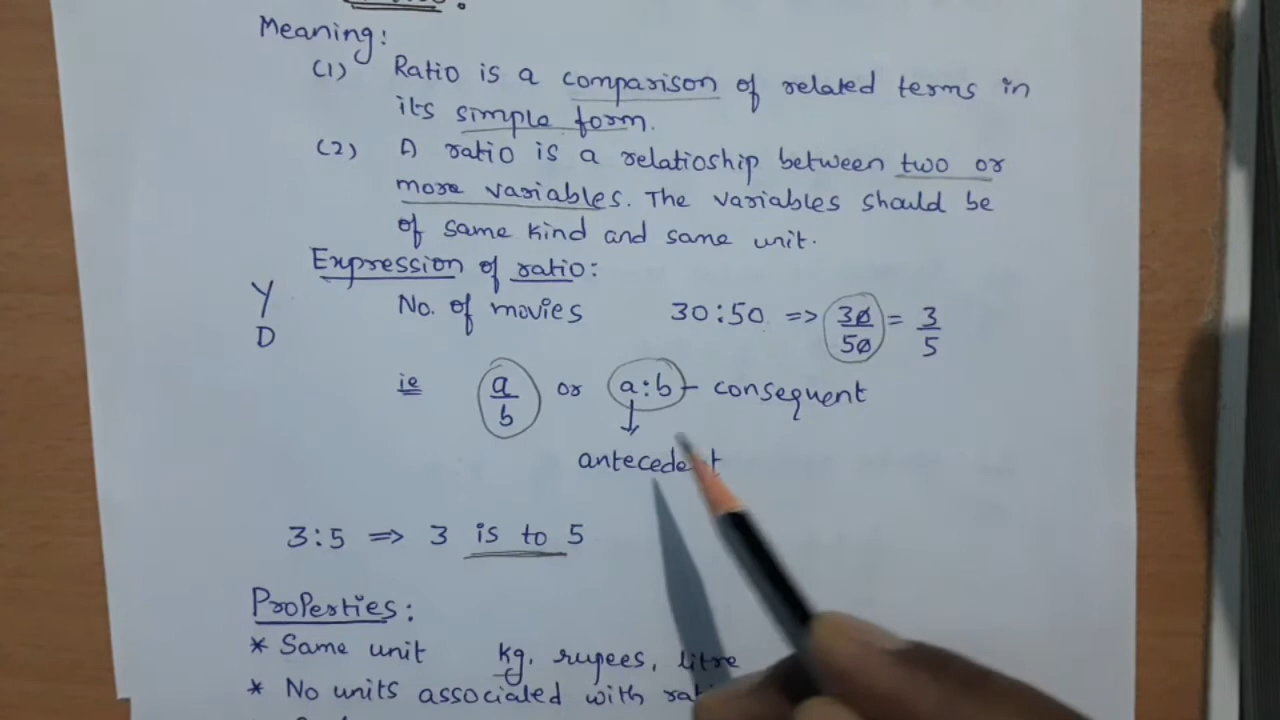 Meaning:
(1) Ratio is a comparison of related terms in
its simple form.
(2) A ratio is a relatioship between two or
more variables. The variables should be
of same kind and same unit.
Expression of ratio:
Y No. of movies 30:50 => 30/50 = 3/5
D
ie a/b or a:b - consequent
antecedent
3:5 => 3 is to 5
Properties:
* Same unit kg, rupees, litre
* No units associated with